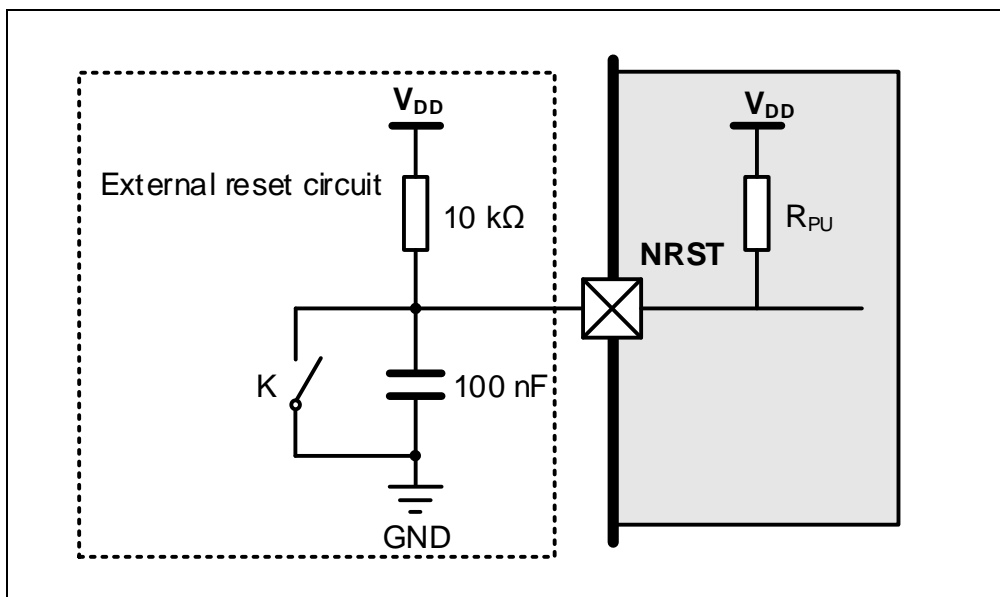 V_DD
External reset circuit
10 kΩ
K
100 nF
GND
V_DD
R_PU
NRST